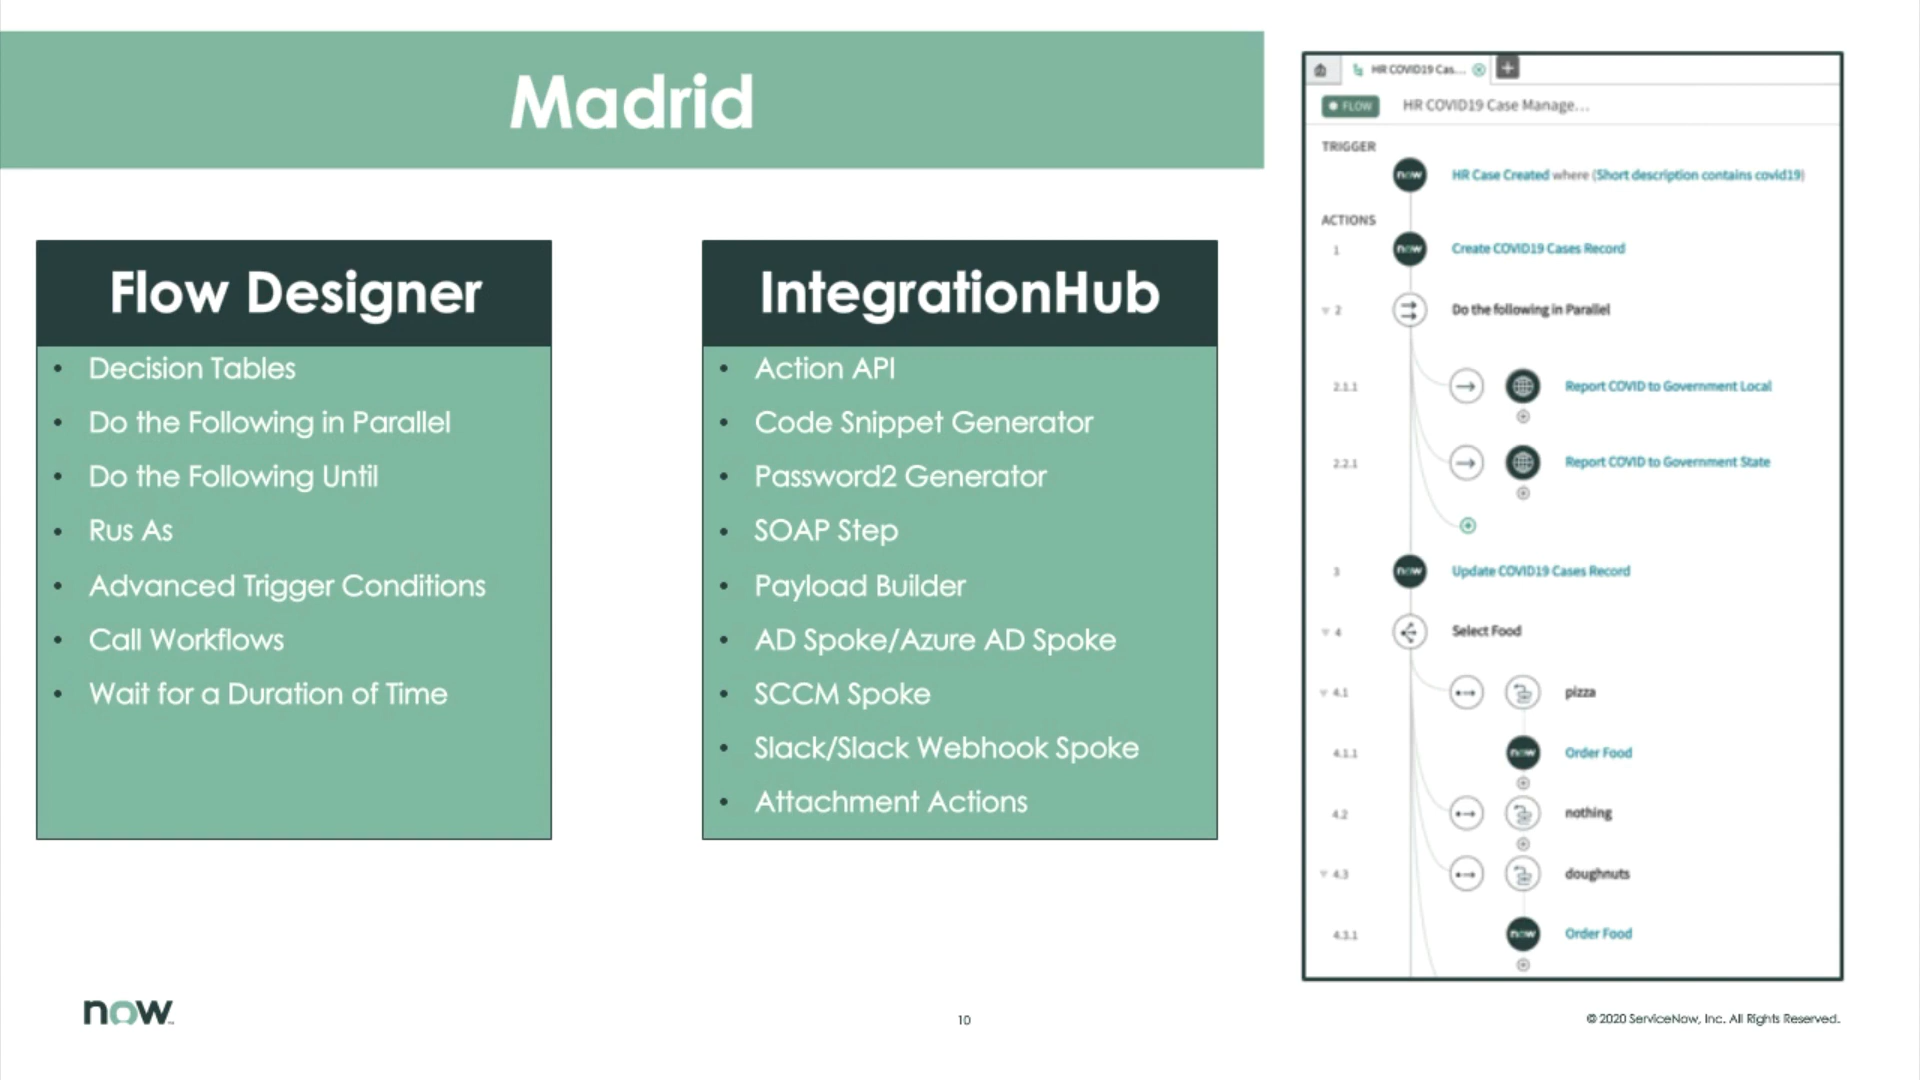 Madrid
Flow Designer
• Decision Tables
• Do the Following in Parallel
• Do the Following Until
• Rus As
• Advanced Trigger Conditions
• Call Workflows
• Wait for a Duration of Time
IntegrationHub
• Action API
• Code Snippet Generator
• Password2 Generator
• SOAP Step
• Payload Builder
• AD Spoke/Azure AD Spoke
• SCCM Spoke
• Slack/Slack Webhook Spoke
• Attachment Actions
HR COVID19 Cas...
FLOW HR COVID19 Case Manage...
TRIGGER
now HR Case Created where (Short description contains covid19)
ACTIONS
1 now Create COVID19 Cases Record
2 Do the following in Parallel
2.1.1 Report COVID to Government Local
2.2.1 Report COVID to Government State
3 now Update COVID19 Cases Record
4 Select Food
4.1 pizza
4.1.1 now Order Food
4.2 nothing
4.3 doughnuts
4.3.1 now Order Food
now
10
© 2020 ServiceNow, Inc. All Rights Reserved.